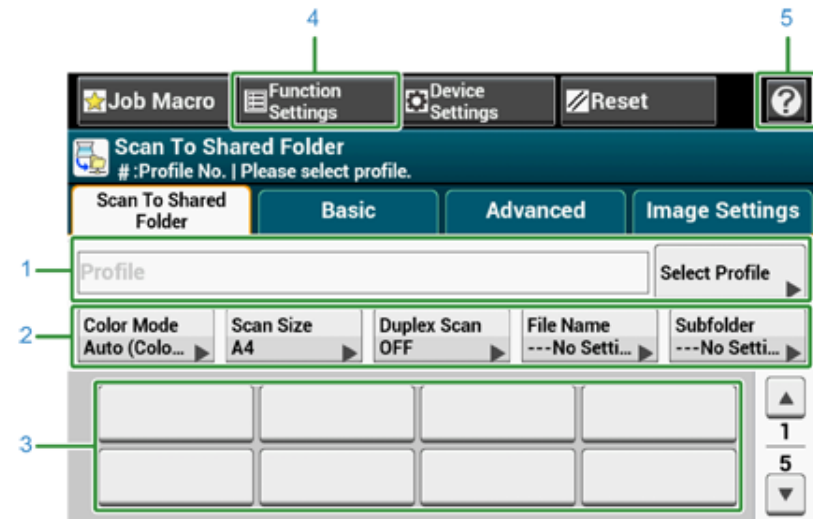 4
5
Job Macro
Function
Settings
Device
Settings
Reset
?
Scan To Shared Folder
# :Profile No. | Please select profile.
Scan To Shared
Folder
Basic
Advanced
Image Settings
1
Profile
Select Profile
2
Color Mode
Auto (Colo...
Scan Size
A4
Duplex Scan
OFF
File Name
---No Setti...
Subfolder
---No Setti...
3
1
5